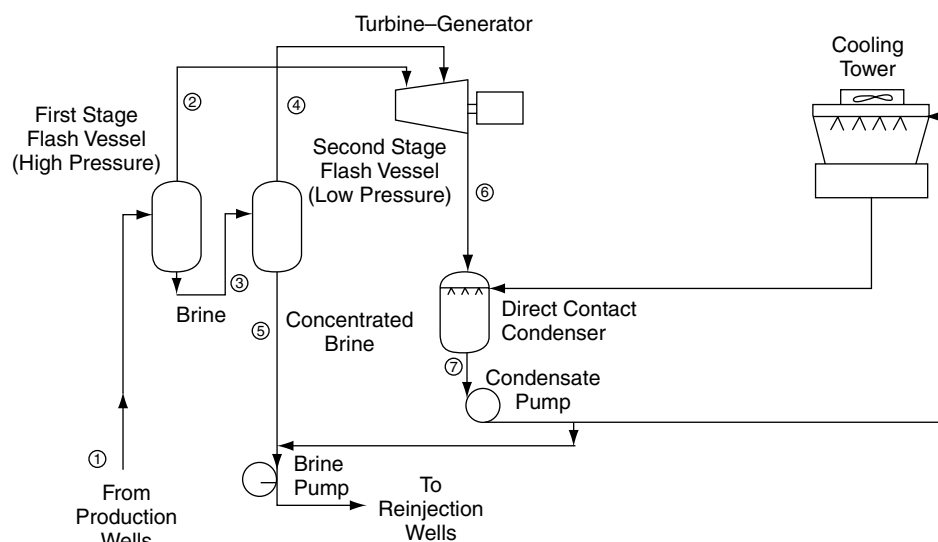 Turbine–Generator
Cooling
Tower
②
④
First Stage
Flash Vessel
(High Pressure)
Second Stage
Flash Vessel
(Low Pressure)
⑥
③
Brine
⑤
Concentrated
Brine
Direct Contact
Condenser
⑦
Condensate
Pump
①
Brine
Pump
From
Production
Wells
To
Reinjection
Wells